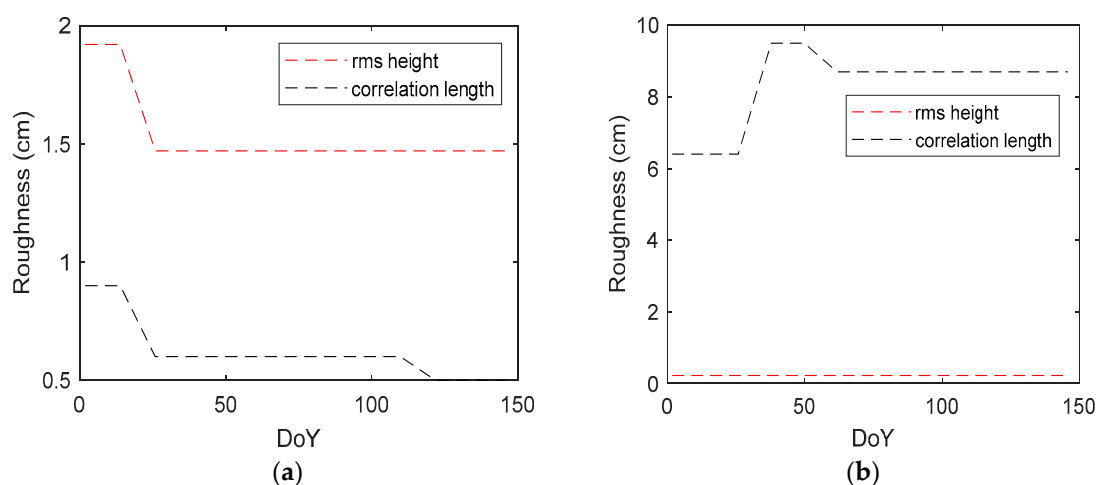 2
1.5
1
0.5
Roughness (cm)
rms height
correlation length
0 50 100 150
DoY
(a)
10
8
6
4
2
0
Roughness (cm)
rms height
correlation length
0 50 100 150
DoY
(b)